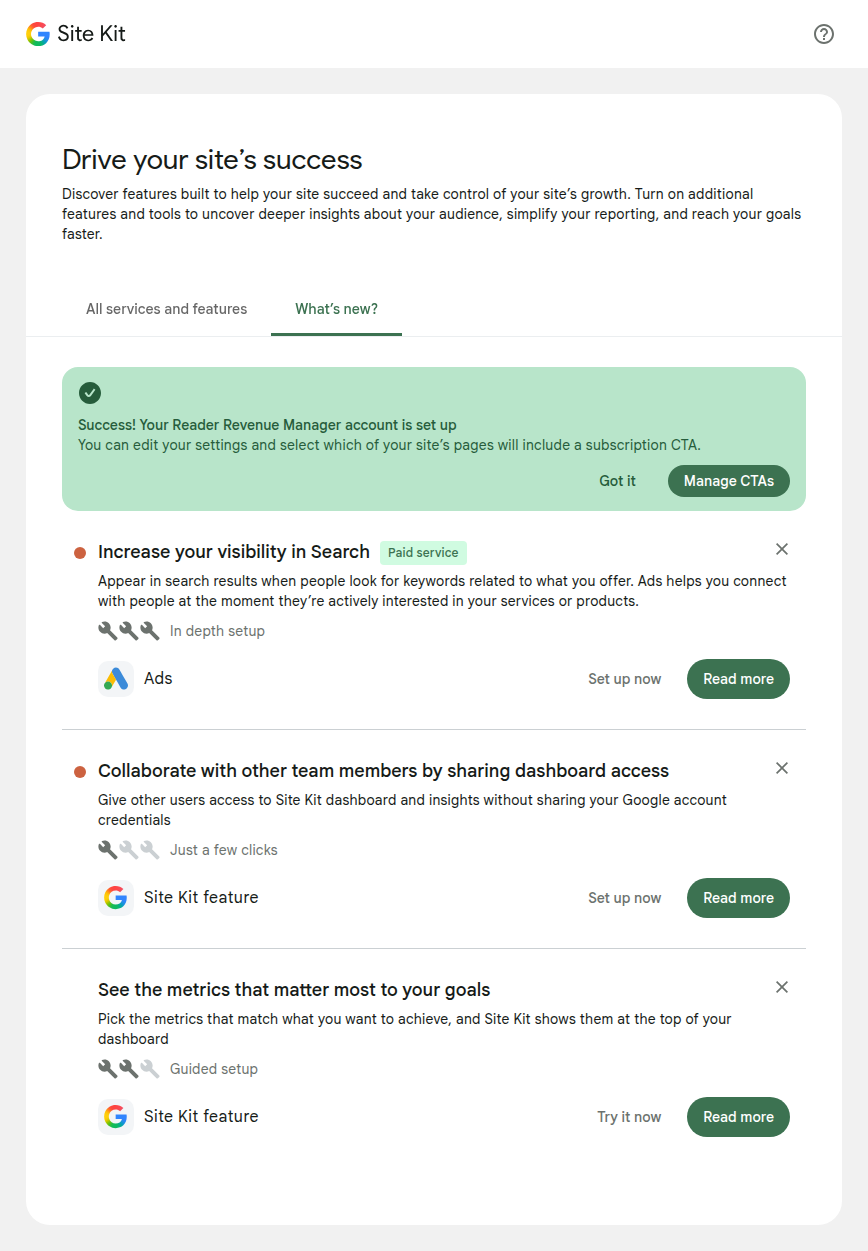 Site Kit
Drive your site's success
Discover features built to help your site succeed and take control of your site's growth. Turn on additional
features and tools to uncover deeper insights about your audience, simplify your reporting, and reach your goals
faster.
All services and features
What's new?
Success! Your Reader Revenue Manager account is set up
You can edit your settings and select which of your site's pages will include a subscription CTA.
Got it
Manage CTAs
Increase your visibility in Search
Paid service
Appear in search results when people look for keywords related to what you offer. Ads helps you connect
with people at the moment they're actively interested in your services or products.
In depth setup
Ads
Set up now
Read more
Collaborate with other team members by sharing dashboard access
Give other users access to Site Kit dashboard and insights without sharing your Google account
credentials
Just a few clicks
Site Kit feature
Set up now
Read more
See the metrics that matter most to your goals
Pick the metrics that match what you want to achieve, and Site Kit shows them at the top of your
dashboard
Guided setup
Site Kit feature
Try it now
Read more